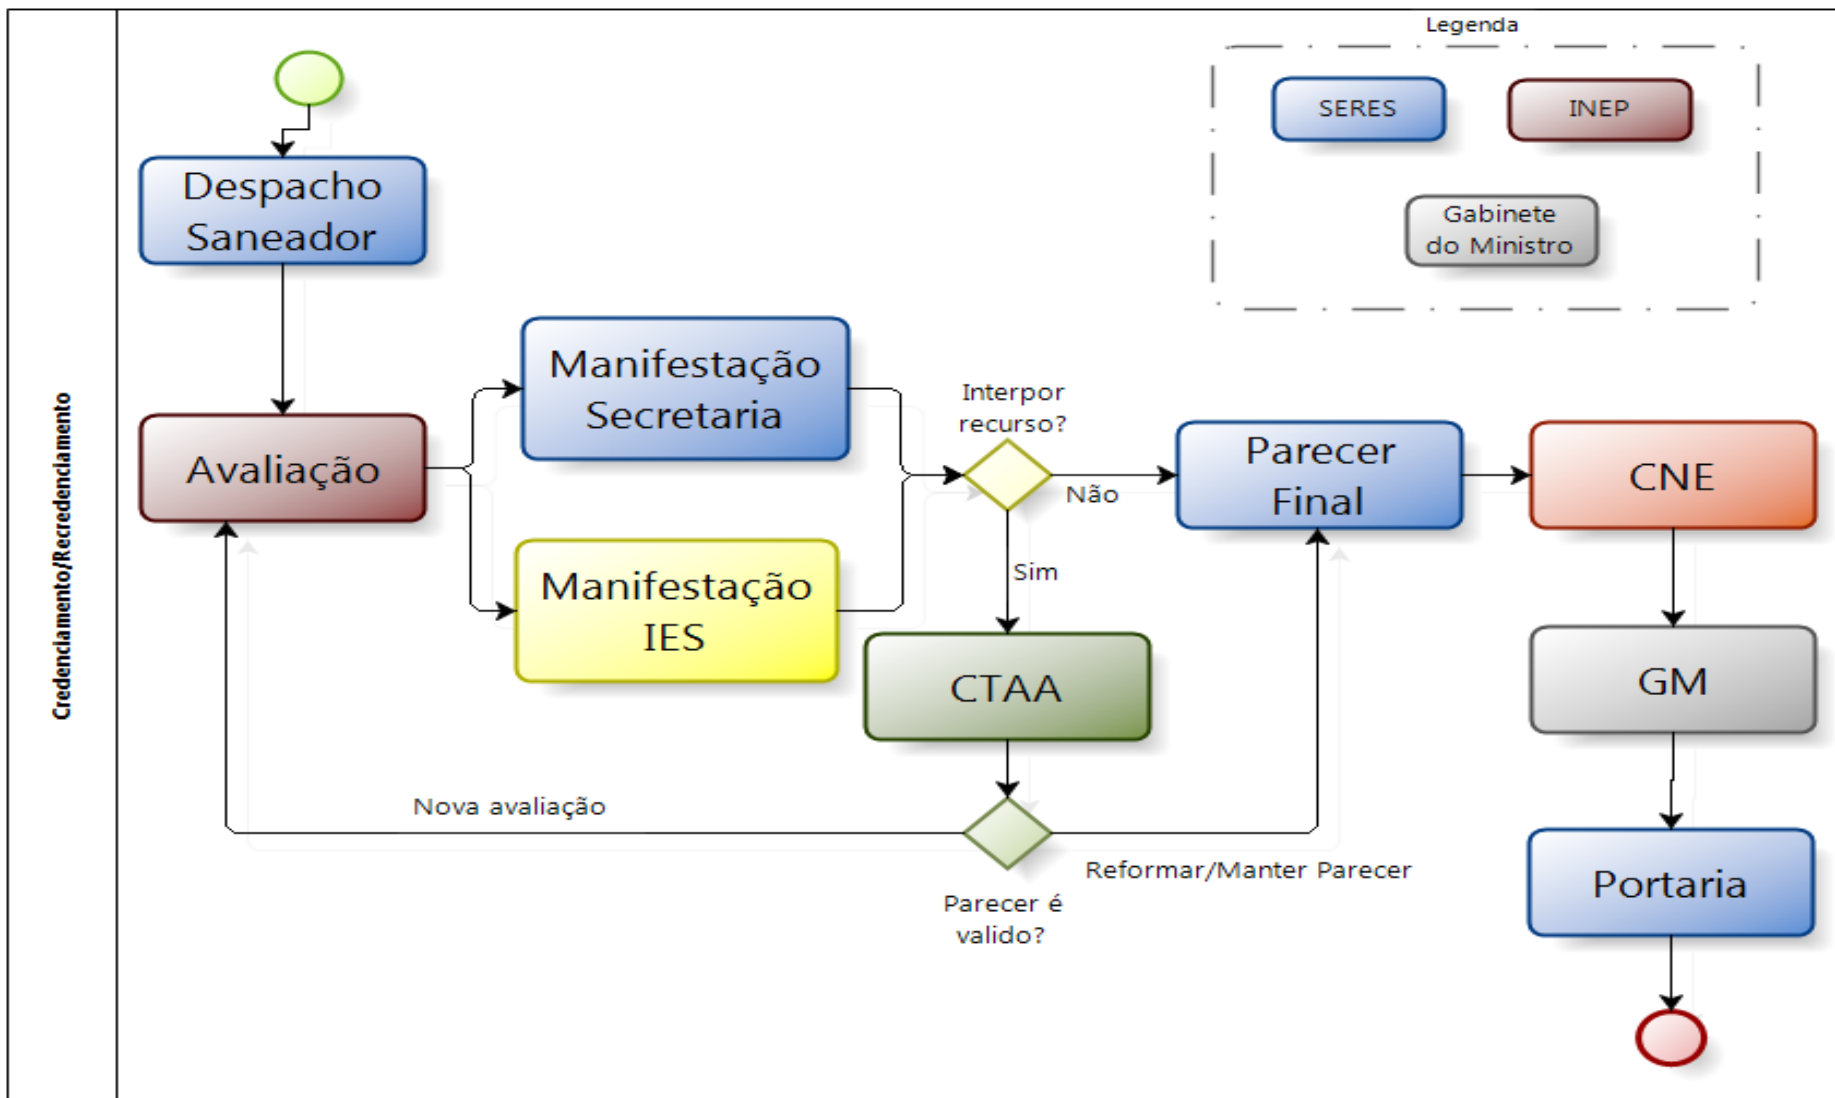 Legenda
SERES
INEP
Gabinete
do Ministro
Credenciamento/Recredenciamento
Despacho
Saneador
Avaliação
Manifestação
Secretaria
Manifestação
IES
Interpor
recurso?
Não
Sim
Parecer
Final
CNE
CTAA
GM
Nova avaliação
Reformar/Manter Parecer
Parecer é
valido?
Portaria